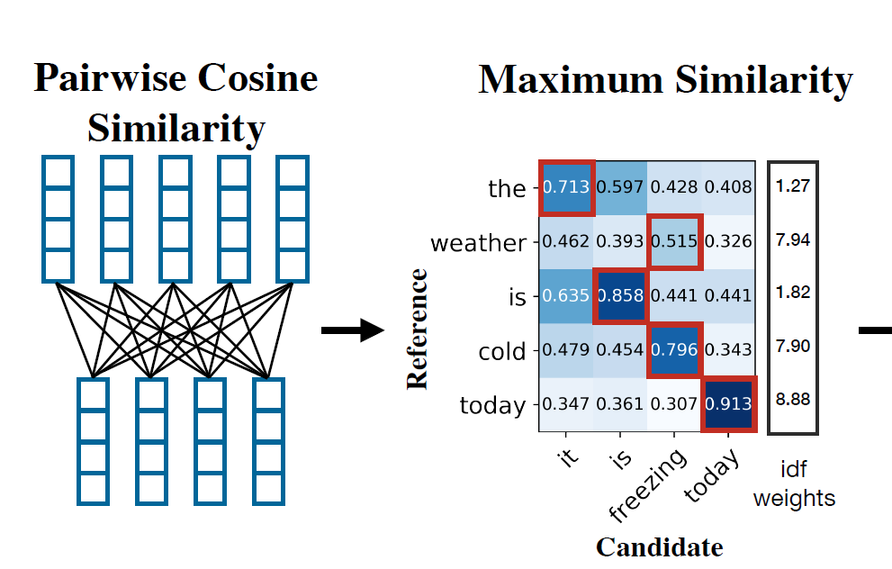 Pairwise Cosine
Similarity
Maximum Similarity
Reference
the 0.713 0.597 0.428 0.408 1.27
weather 0.462 0.393 0.515 0.326 7.94
is 0.635 0.858 0.441 0.441 1.82
cold 0.479 0.454 0.796 0.343 7.90
today 0.347 0.361 0.307 0.913 8.88
it is freezing today
idf
weights
Candidate